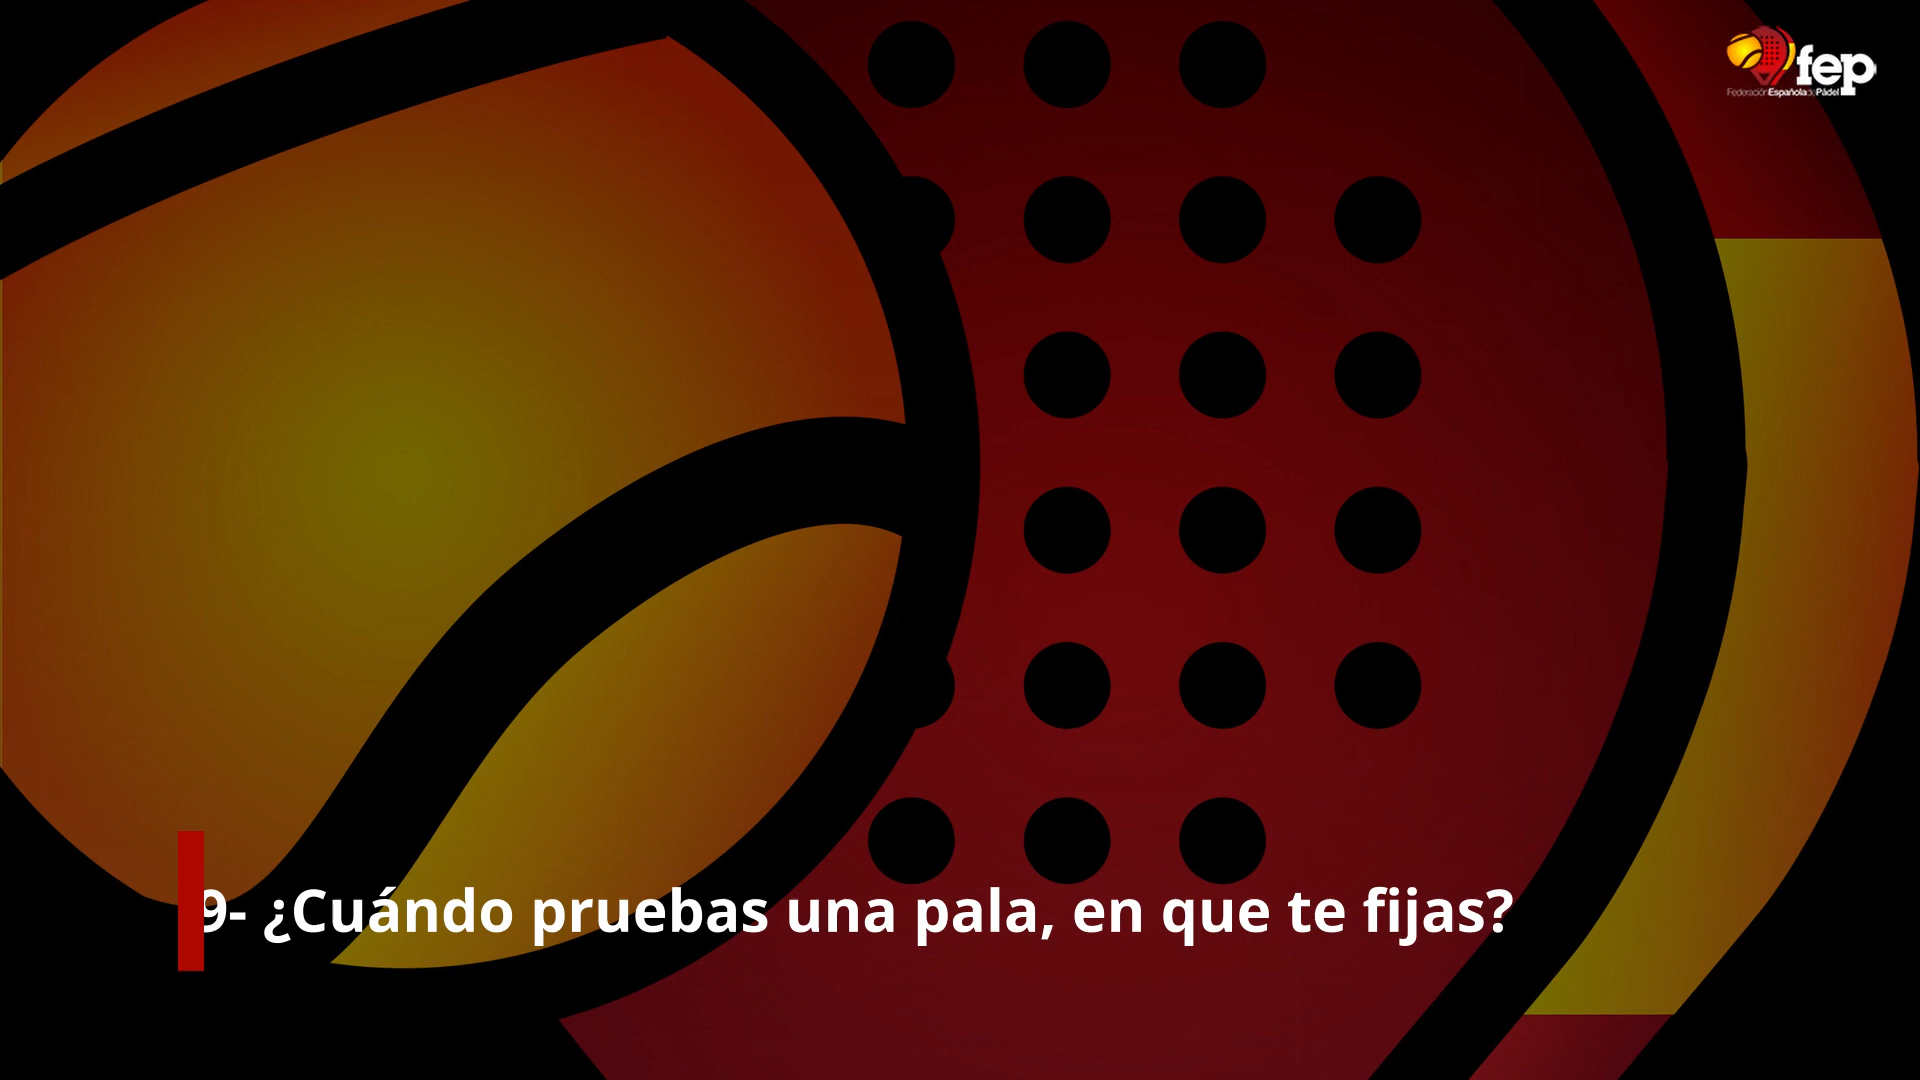 fep
Federación Española de Pádel
9- ¿Cuándo pruebas una pala, en que te fijas?